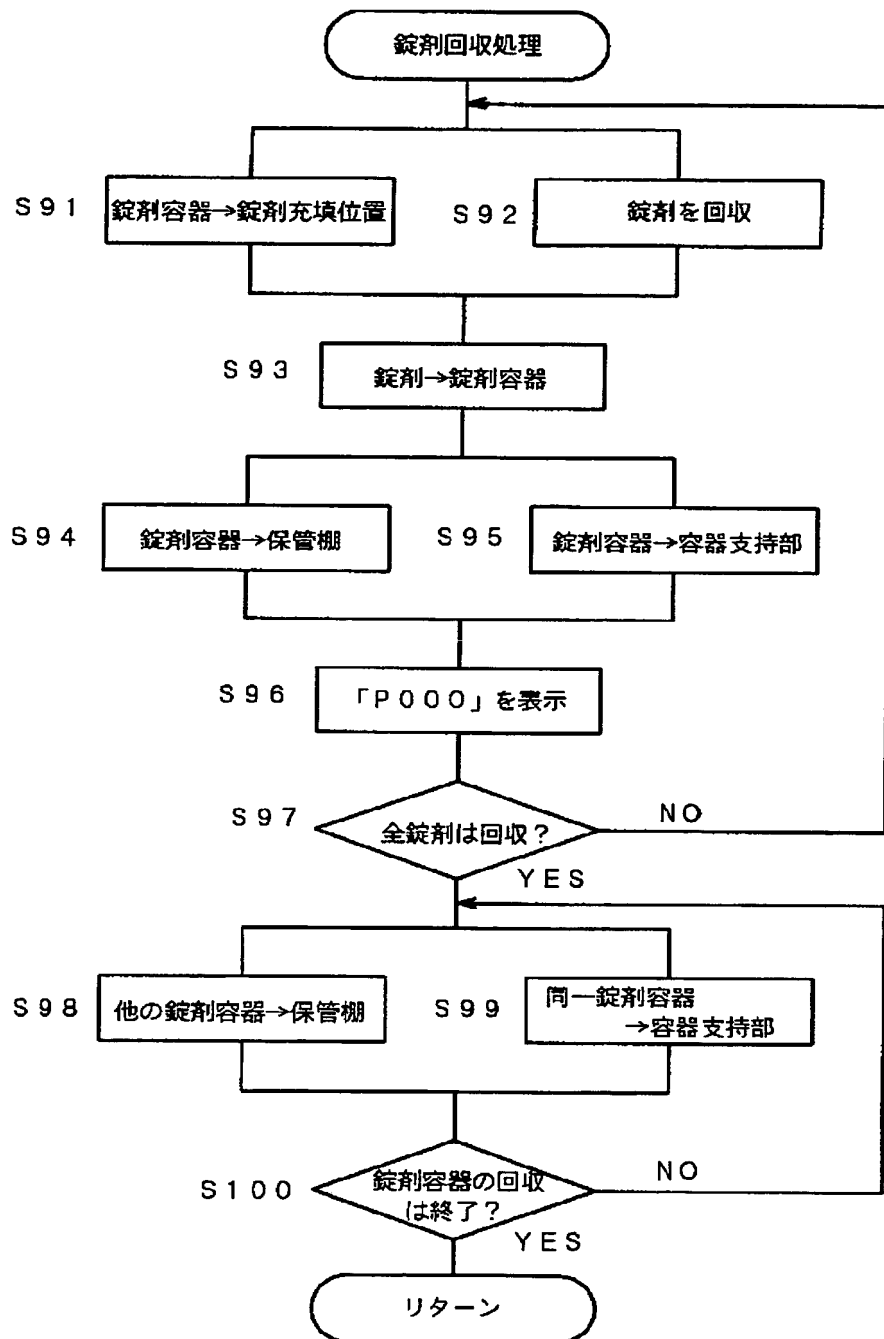 錠剤回収処理
S91
錠剤容器→錠剤充填位置
S92
錠剤を回収
S93
錠剤→錠剤容器
S94
錠剤容器→保管棚
S95
錠剤容器→容器支持部
S96
「P000」を表示
S97
全錠剤は回収？
NO
YES
S98
他の錠剤容器→保管棚
S99
同一錠剤容器
→容器支持部
S100
錠剤容器の回収
は終了？
NO
YES
リターン